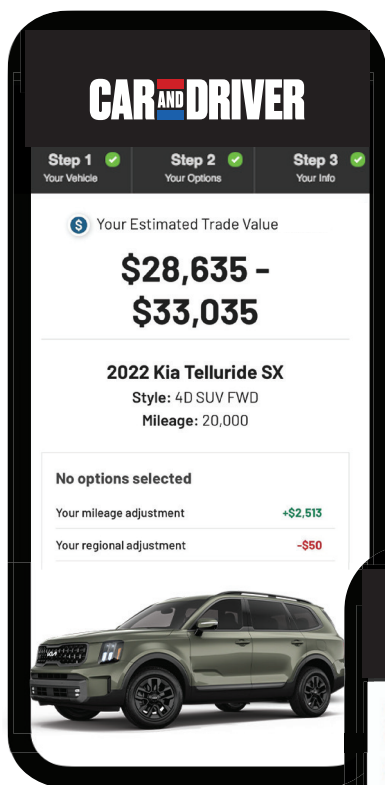 CAR AND DRIVER
Step 1 Step 2 Step 3
Your Vehicle Your Options Your Info
$ Your Estimated Trade Value
$28,635 -
$33,035
2022 Kia Telluride SX
Style: 4D SUV FWD
Mileage: 20,000
No options selected
Your mileage adjustment +$2,513
Your regional adjustment -$50